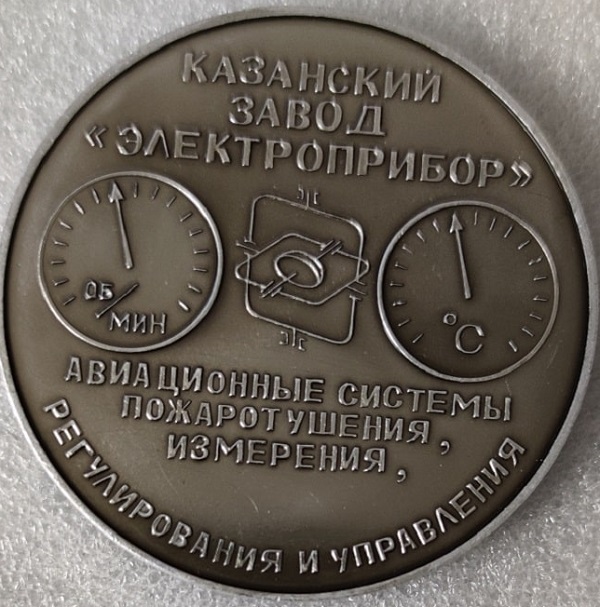 КАЗАНСКИЙ
ЗАВОД
«ЭЛЕКТРОПРИБОР»
ОБ/МИН
°С
АВИАЦИОННЫЕ СИСТЕМЫ
ПОЖАРОТУШЕНИЯ,
ИЗМЕРЕНИЯ,
РЕГУЛИРОВАНИЯ И УПРАВЛЕНИЯ